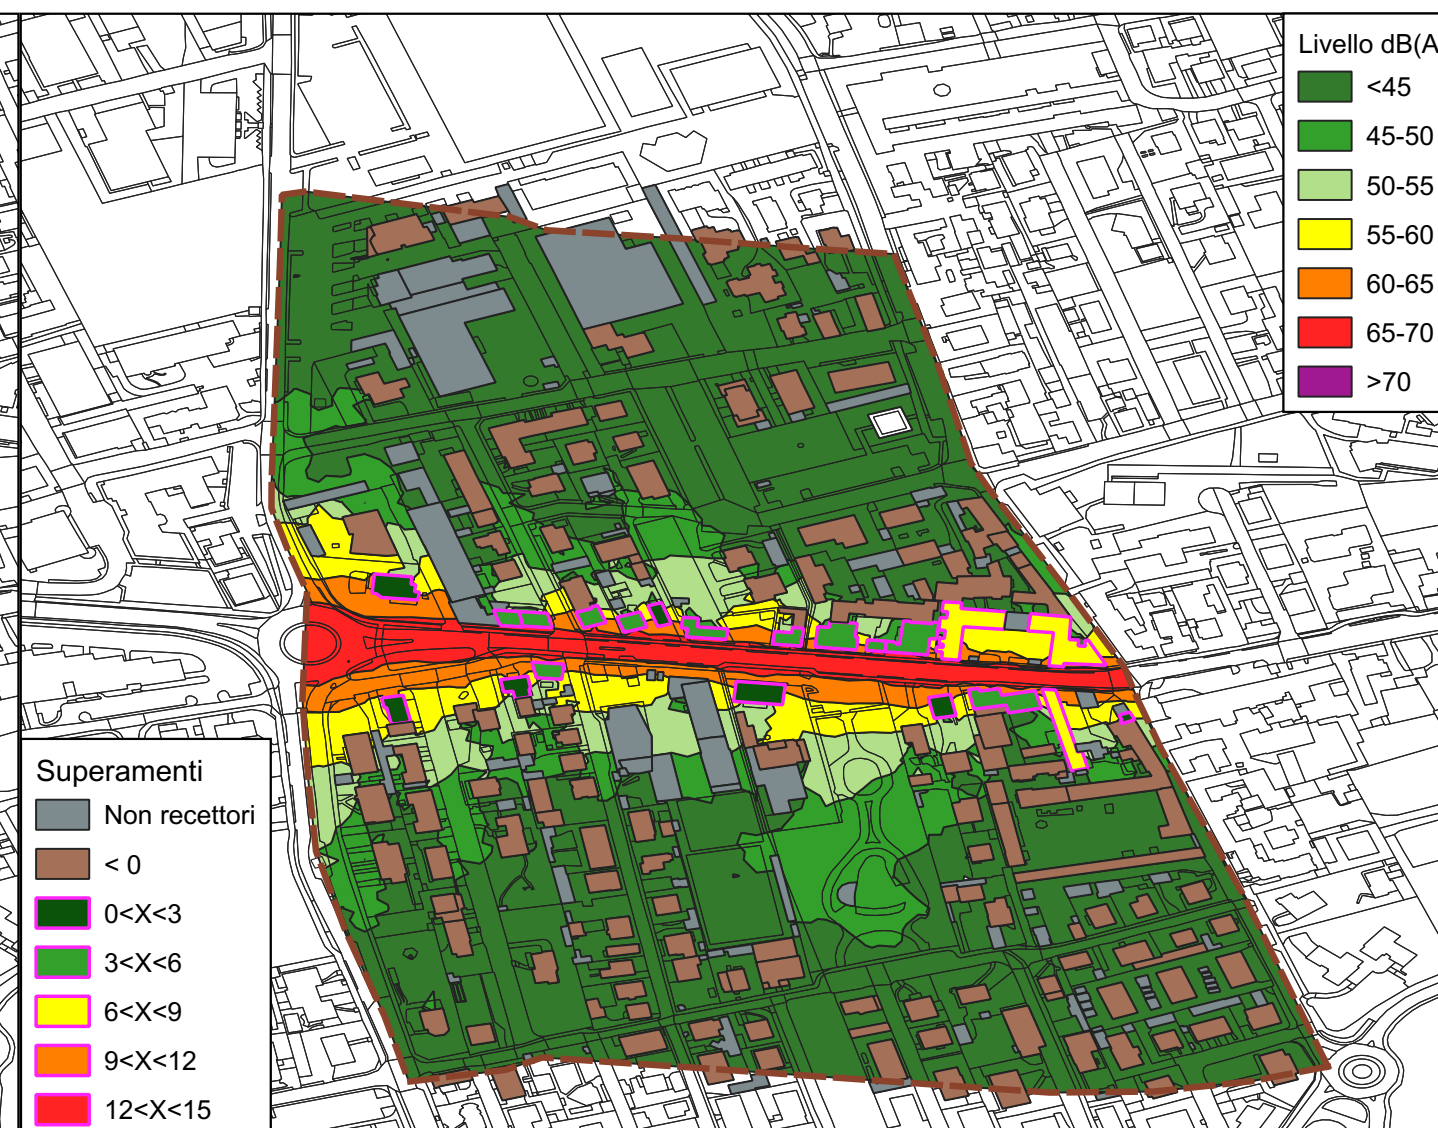 Livello dB(A
<45
45-50
50-55
55-60
60-65
65-70
>70
Superamenti
Non recettori
< 0
0<X<3
3<X<6
6<X<9
9<X<12
12<X<15